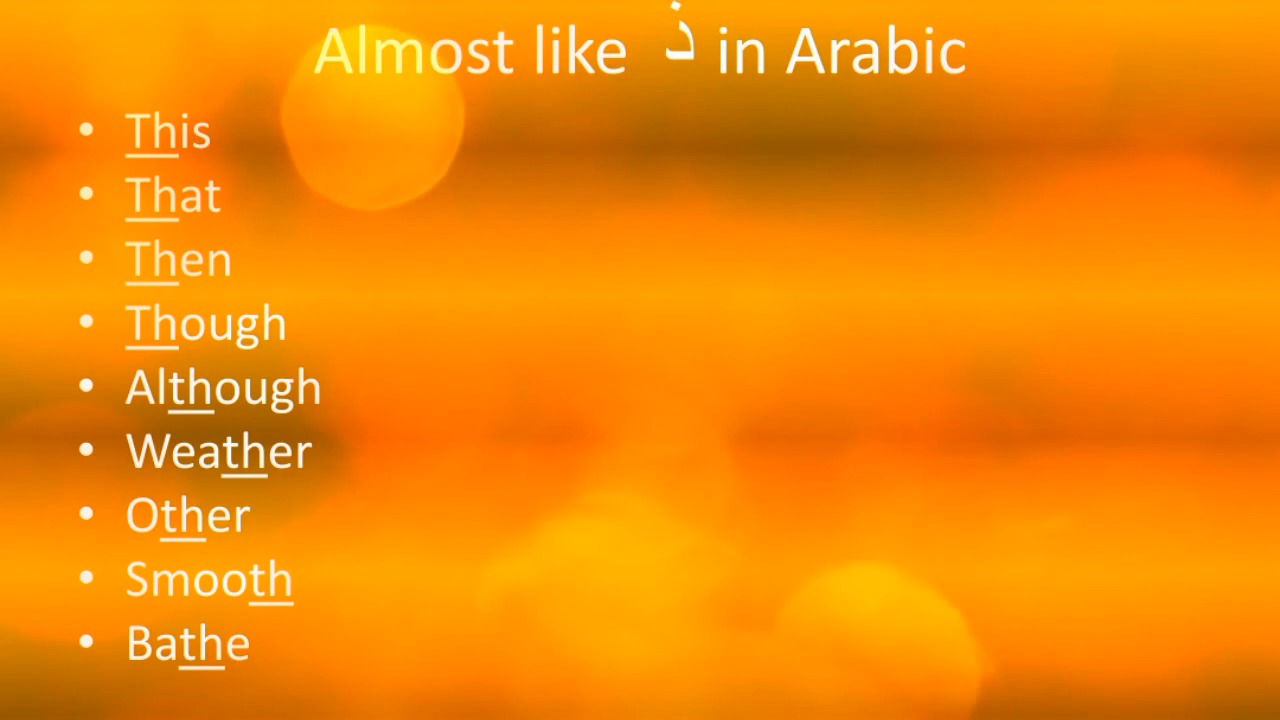 Almost like ذ in Arabic
• This
• That
• Then
• Though
• Although
• Weather
• Other
• Smooth
• Bathe